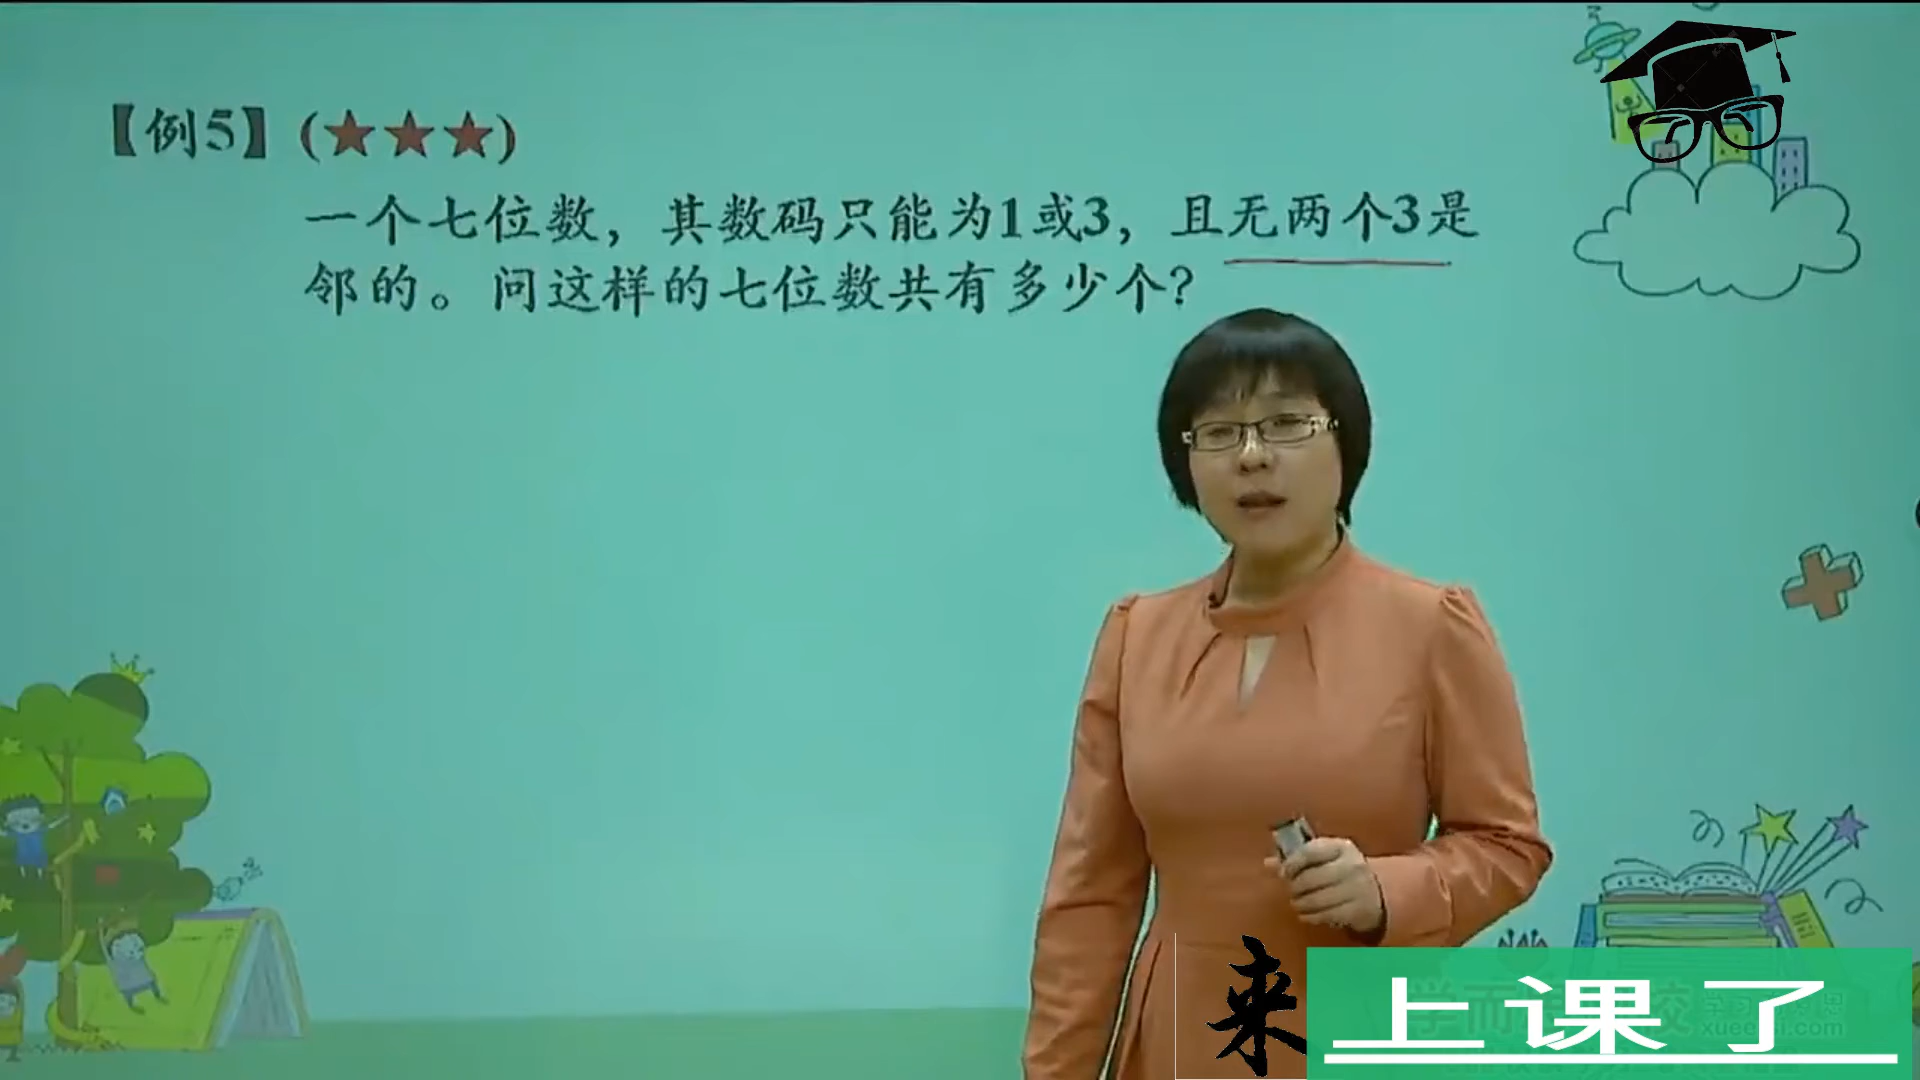 【例5】(★★★)
一个七位数，其数码只能为1或3，且无两个3是
邻的。问这样的七位数共有多少个?
来 上课了